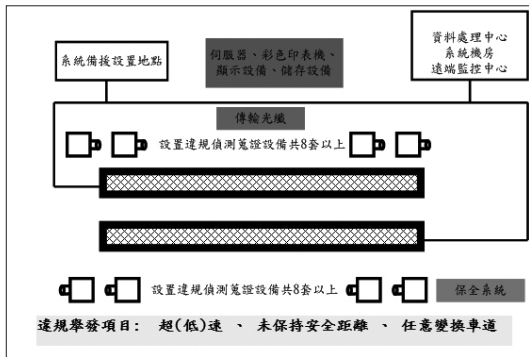 系統備援設置地點
伺服器、彩色印表機、
顯示設備、儲存設備
資料處理中心
系統機房
遠端監控中心
傳輸光纖
設置違規偵測蒐證設備共8套以上
設置違規偵測蒐證設備共8套以上
保全系統
違規舉發項目: 超(低)速 、 未保持安全距離 、 任意變換車道